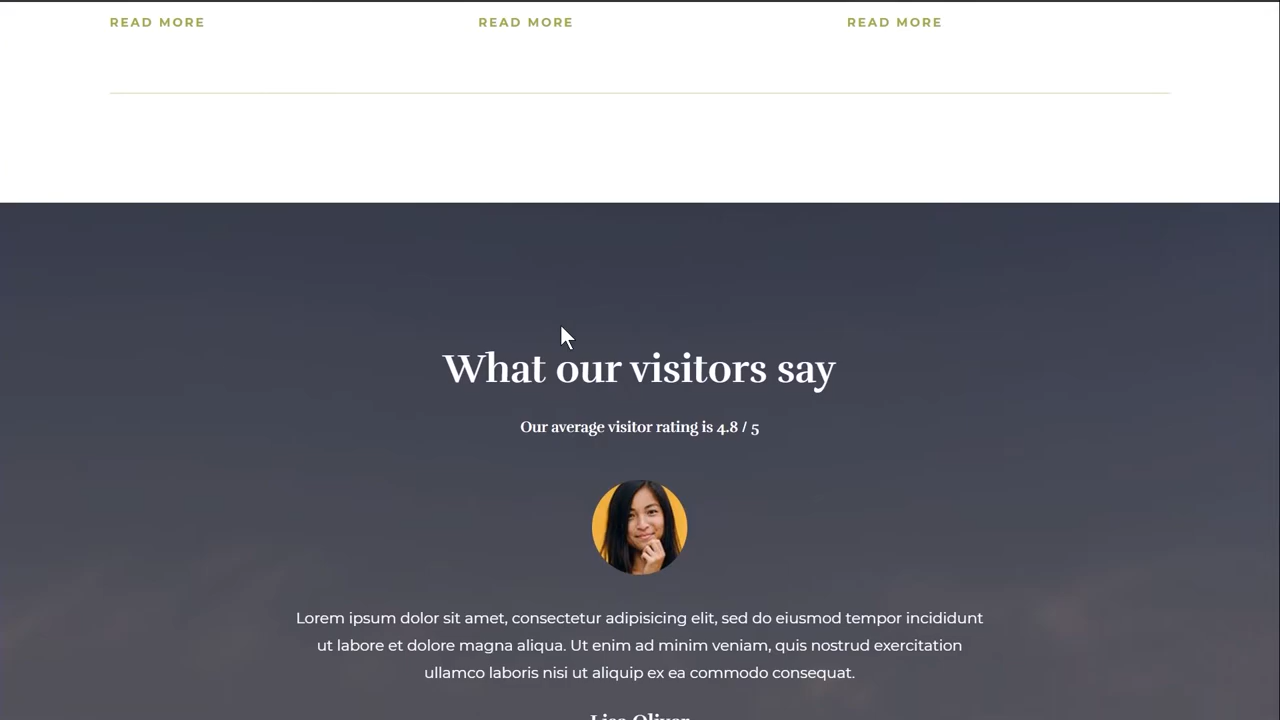 READ MORE READ MORE READ MORE
What our visitors say
Our average visitor rating is 4.8 / 5
Lorem ipsum dolor sit amet, consectetur adipisicing elit, sed do eiusmod tempor incididunt
ut labore et dolore magna aliqua. Ut enim ad minim veniam, quis nostrud exercitation
ullamco laboris nisi ut aliquip ex ea commodo consequat.
Lisa Oliver